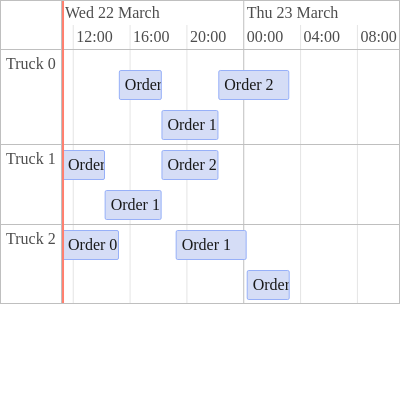 Wed 22 March Thu 23 March
12:00 16:00 20:00 00:00 04:00 08:00
Truck 0
Order Order 2
Order 1
Truck 1
Order Order 2
Order 1
Truck 2
Order 0 Order 1
Order